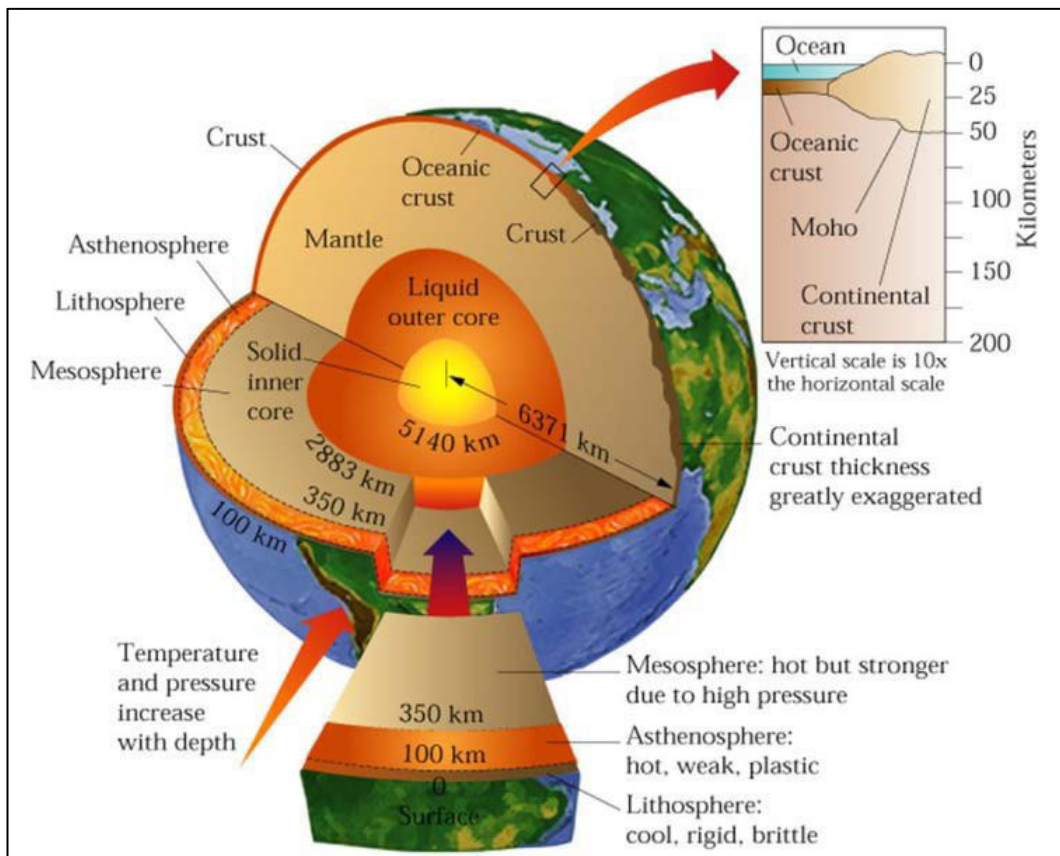 Ocean
0
25
50
100
150
200
Kilometers
Oceanic
crust
Moho
Continental
crust
Vertical scale is 10x
the horizontal scale
Crust
Oceanic
crust
Mantle
Crust
Asthenosphere
Lithosphere
Mesosphere
Liquid
outer core
Solid
inner
core
6371 km
5140 km
2883 km
350 km
100 km
Continental
crust thickness
greatly exaggerated
Temperature
and pressure
increase
with depth
350 km
100 km
0
Surface
Mesosphere: hot but stronger
due to high pressure
Asthenosphere:
hot, weak, plastic
Lithosphere:
cool, rigid, brittle